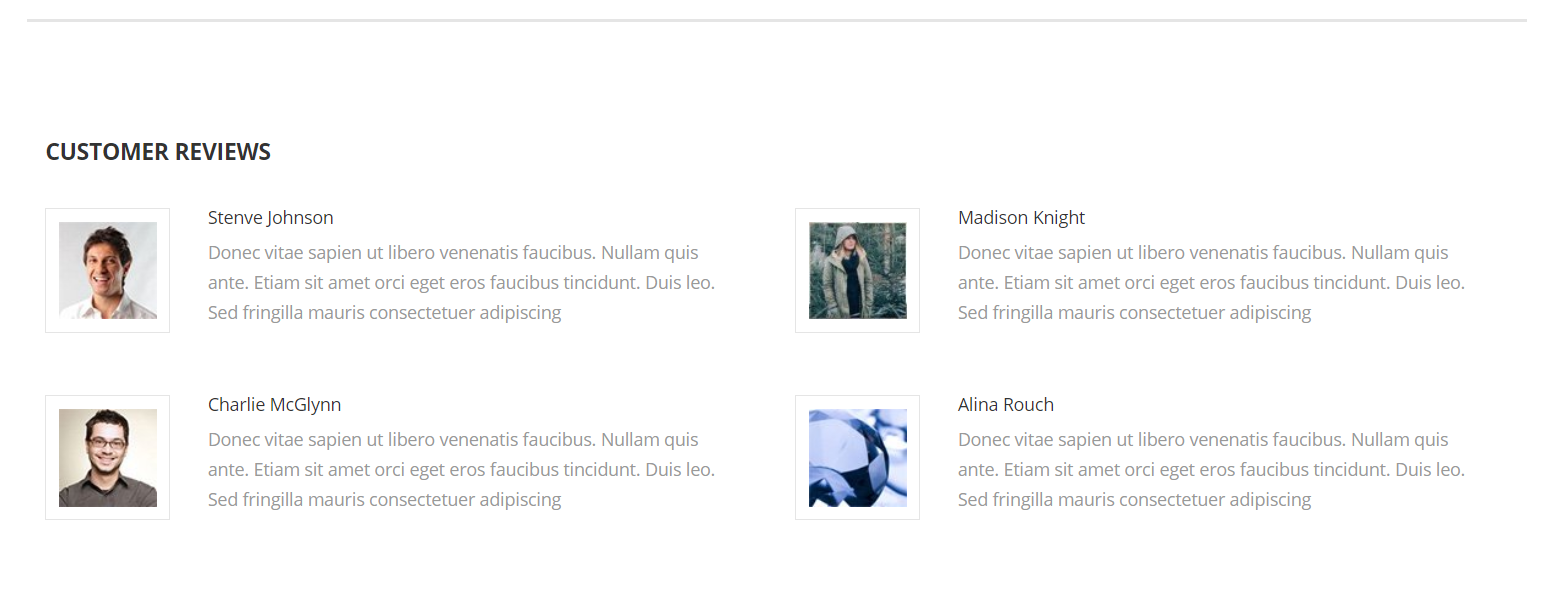 CUSTOMER REVIEWS
Stenve Johnson
Donec vitae sapien ut libero venenatis faucibus. Nullam quis
ante. Etiam sit amet orci eget eros faucibus tincidunt. Duis leo.
Sed fringilla mauris consectetuer adipiscing
Madison Knight
Donec vitae sapien ut libero venenatis faucibus. Nullam quis
ante. Etiam sit amet orci eget eros faucibus tincidunt. Duis leo.
Sed fringilla mauris consectetuer adipiscing
Charlie McGlynn
Donec vitae sapien ut libero venenatis faucibus. Nullam quis
ante. Etiam sit amet orci eget eros faucibus tincidunt. Duis leo.
Sed fringilla mauris consectetuer adipiscing
Alina Rouch
Donec vitae sapien ut libero venenatis faucibus. Nullam quis
ante. Etiam sit amet orci eget eros faucibus tincidunt. Duis leo.
Sed fringilla mauris consectetuer adipiscing